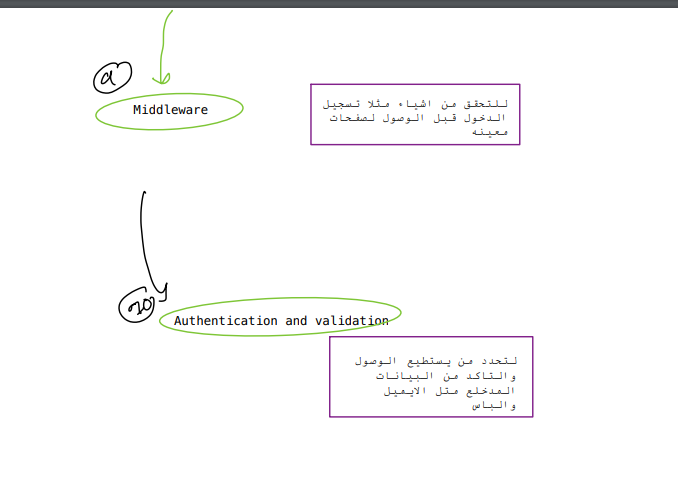 Middleware
للتحقق من اشياء مثلا تسجيل
الدخول قبل الوصول لصفحات
معينه
Authentication and validation
لتحدد من يستطيع الوصول
والتاكد من البيانات
المدخلع مثل الايميل
والباس